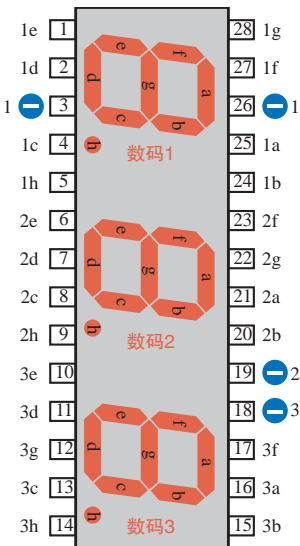 1e 1 28 1g
e f
1d 2 27 1f
d g a
1 − 3 26 − 1
c b
1c 4 h 25 1a
数码1
1h 5 24 1b
2e 6 23 2f
e f
2d 7 22 2g
d g a
2c 8 21 2a
c b
2h 9 h 20 2b
数码2
3e 10 19 − 2
3d 11 18 − 3
e f
3g 12 17 3f
d g a
3c 13 16 3a
c b
3h 14 h 15 3b
数码3